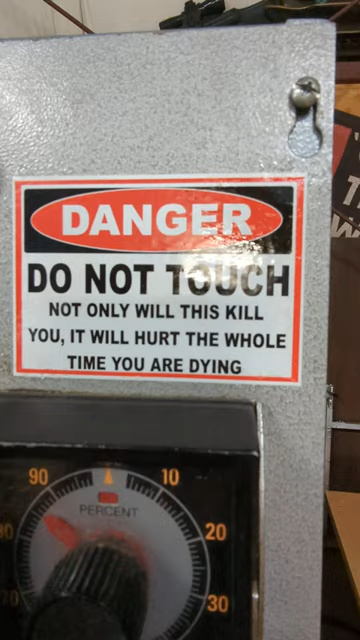 DANGER
DO NOT TOUCH
NOT ONLY WILL THIS KILL
YOU, IT WILL HURT THE WHOLE
TIME YOU ARE DYING
90 10
PERCENT
20
30